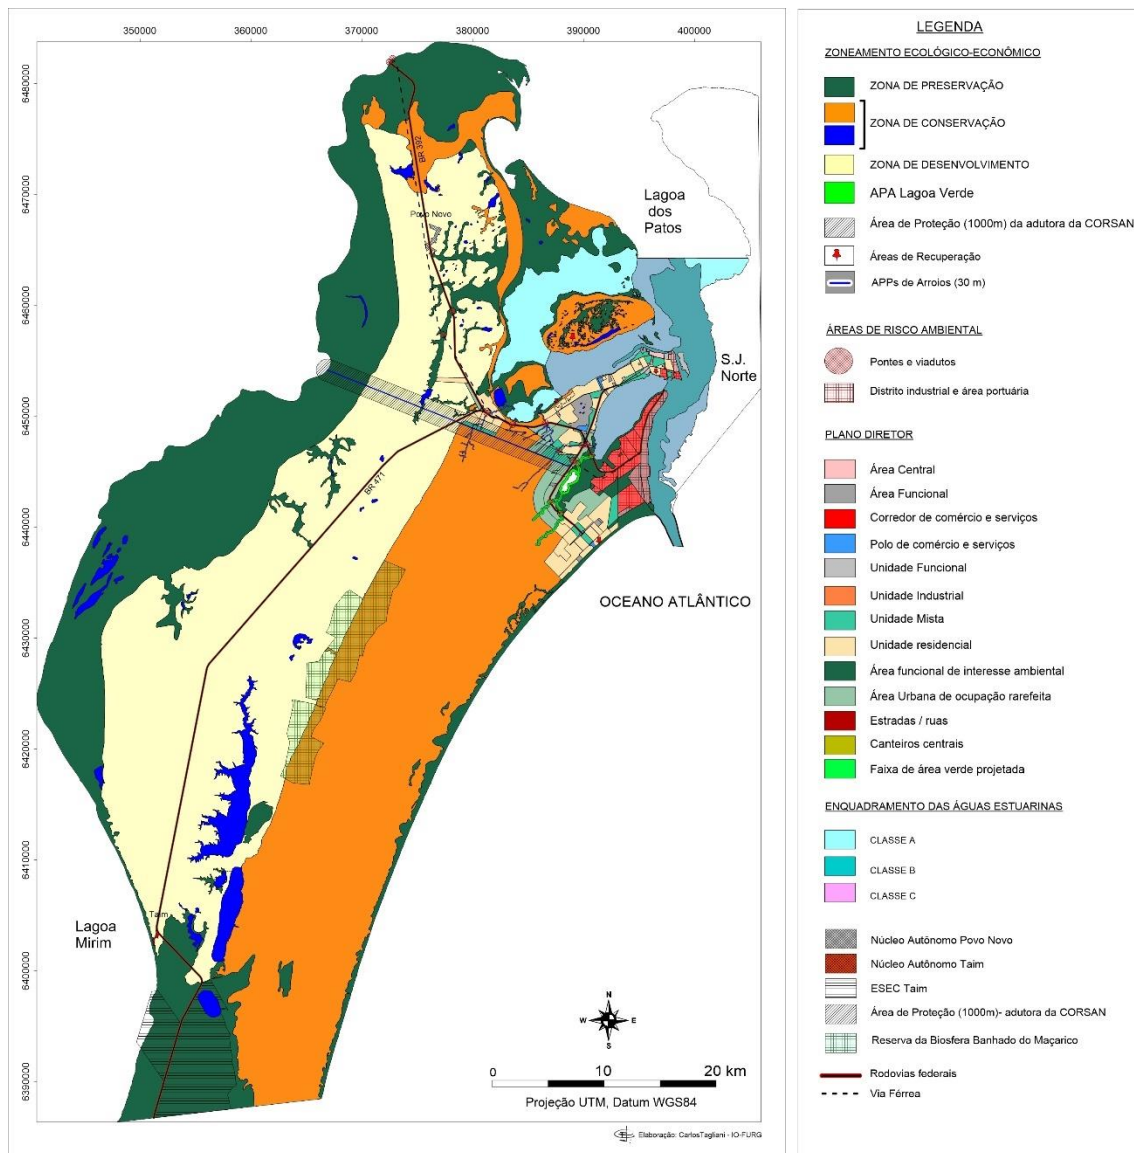 350000
360000
370000
380000
390000
400000
6480000
6470000
6460000
6450000
6440000
6430000
6420000
6410000
6400000
6390000
BR 392
Povo Novo
Lagoa
dos
Patos
S.J.
Norte
BR 471
OCEANO ATLÂNTICO
Taim
Lagoa
Mirim
N
W
E
S
0
10
20 km
Projeção UTM, Datum WGS84
Elaboração: CarlosTagliani - IO-FURG
LEGENDA
ZONEAMENTO ECOLÓGICO-ECONÔMICO
ZONA DE PRESERVAÇÃO
ZONA DE CONSERVAÇÃO
ZONA DE DESENVOLVIMENTO
APA Lagoa Verde
Área de Proteção (1000m) da adutora da CORSAN
Áreas de Recuperação
APPs de Arroios (30 m)
ÁREAS DE RISCO AMBIENTAL
Pontes e viadutos
Distrito industrial e área portuária
PLANO DIRETOR
Área Central
Área Funcional
Corredor de comércio e serviços
Polo de comércio e serviços
Unidade Funcional
Unidade Industrial
Unidade Mista
Unidade residencial
Área funcional de interesse ambiental
Área Urbana de ocupação rarefeita
Estradas / ruas
Canteiros centrais
Faixa de área verde projetada
ENQUADRAMENTO DAS ÁGUAS ESTUARINAS
CLASSE A
CLASSE B
CLASSE C
Núcleo Autônomo Povo Novo
Núcleo Autônomo Taim
ESEC Taim
Área de Proteção (1000m)- adutora da CORSAN
Reserva da Biosfera Banhado do Maçarico
Rodovias federais
Via Férrea